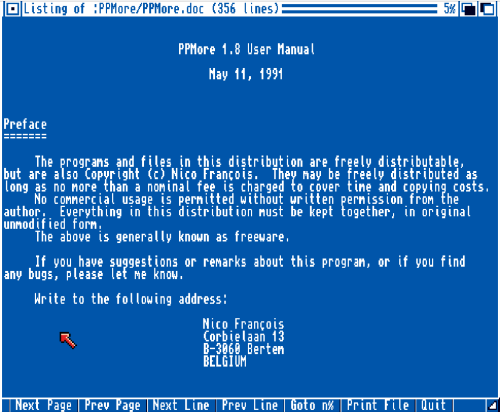 Listing of :PPMore/PPMore.doc (356 lines) 5%
PPMore 1.8 User Manual
May 11, 1991
Preface
=======
The programs and files in this distribution are freely distributable,
but are also Copyright (c) Nico François. They may be freely distributed as
long as no more than a nominal fee is charged to cover time and copying costs.
No commercial usage is permitted without written permission from the
author. Everything in this distribution must be kept together, in original
unmodified form.
The above is generally known as freeware.
If you have suggestions or remarks about this program, or if you find
any bugs, please let me know.
Write to the following address:
Nico François
Corbielaan 13
B-3060 Bertem
BELGIUM
Next Page | Prev Page | Next Line | Prev Line | Goto n% | Print File | Quit